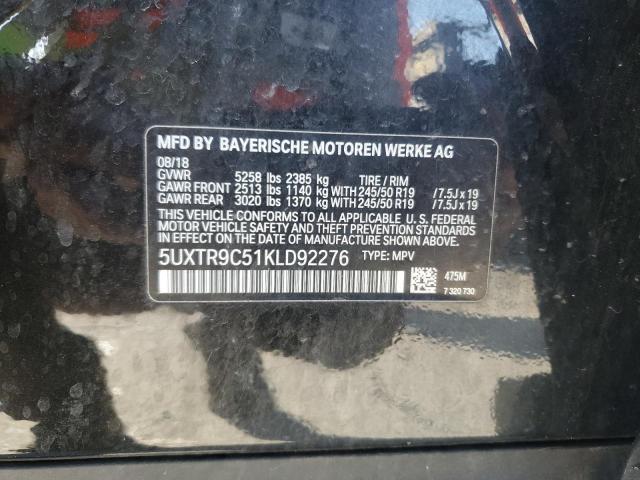 MFD BY BAYERISCHE MOTOREN WERKE AG
08/18
GVWR 5258 lbs 2385 kg TIRE / RIM
GAWR FRONT 2513 lbs 1140 kg WITH 245/50 R19 /7.5J x 19
GAWR REAR 3020 lbs 1370 kg WITH 245/50 R19 /7.5J x 19
THIS VEHICLE CONFORMS TO ALL APPLICABLE U. S. FEDERAL
MOTOR VEHICLE SAFETY AND THEFT PREVENTION
STANDARDS IN EFFECT ON THE DATE OF MANUFACTURE SHOWN ABOVE.
5UXTR9C51KLD92276 TYPE: MPV
475M
7 320 730